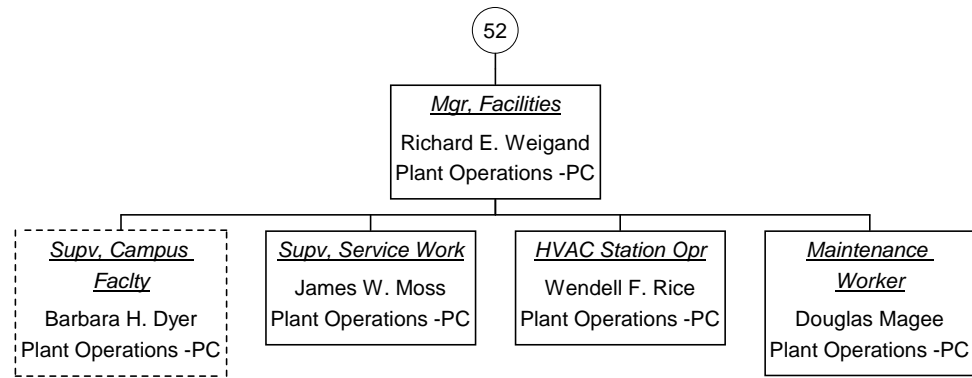 52
Mgr, Facilities
Richard E. Weigand
Plant Operations -PC
Supv, Campus
Faclty
Barbara H. Dyer
Plant Operations -PC
Supv, Service Work
James W. Moss
Plant Operations -PC
HVAC Station Opr
Wendell F. Rice
Plant Operations -PC
Maintenance
Worker
Douglas Magee
Plant Operations -PC